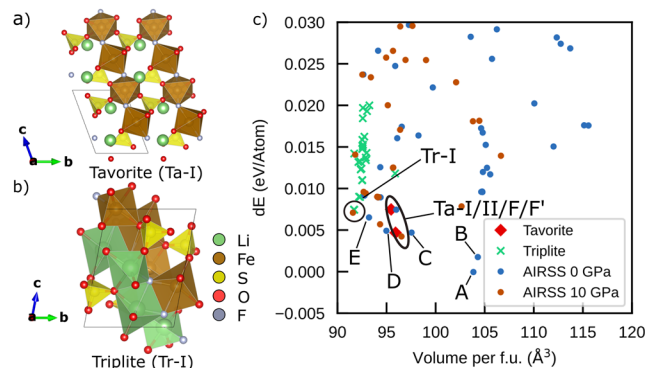 a)
c
a
b
Tavorite (Ta-I)
b)
c
a
b
Triplite (Tr-I)
Li
Fe
S
O
F
c)
dE (eV/Atom)
0.030
0.025
0.020
0.015
0.010
0.005
0.000
−0.005
Tr-I
Ta-I/II/F/F'
E
D
C
B
A
Tavorite
Triplite
AIRSS 0 GPa
AIRSS 10 GPa
90 95 100 105 110 115 120
Volume per f.u. (Å³)